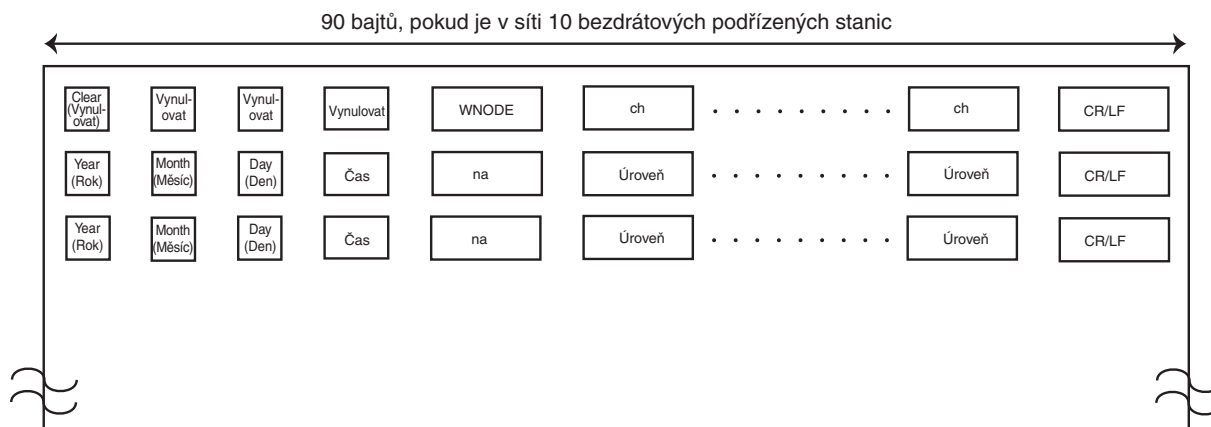 90 bajtů, pokud je v síti 10 bezdrátových podřízených stanic
Clear (Vynul-ovat) Vynul-ovat Vynul-ovat Vynulovat WNODE ch . . . . . . . . . ch CR/LF
Year (Rok) Month (Měsíc) Day (Den) Čas na Úroveň . . . . . . . . . Úroveň CR/LF
Year (Rok) Month (Měsíc) Day (Den) Čas na Úroveň . . . . . . . . . Úroveň CR/LF